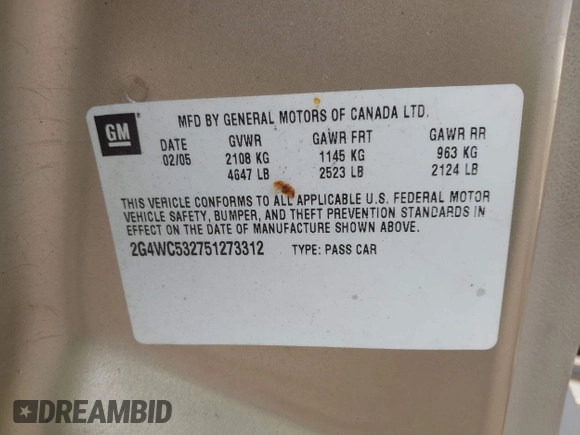 GM
MFD BY GENERAL MOTORS OF CANADA LTD.
DATE GVWR GAWR FRT GAWR RR
02/05 2108 KG 1145 KG 963 KG
4647 LB 2523 LB 2124 LB
THIS VEHICLE CONFORMS TO ALL APPLICABLE U.S. FEDERAL MOTOR
VEHICLE SAFETY, BUMPER, AND THEFT PREVENTION STANDARDS IN
EFFECT ON THE DATE OF MANUFACTURE SHOWN ABOVE.
2G4WC532751273312 TYPE: PASS CAR
DREAMBID